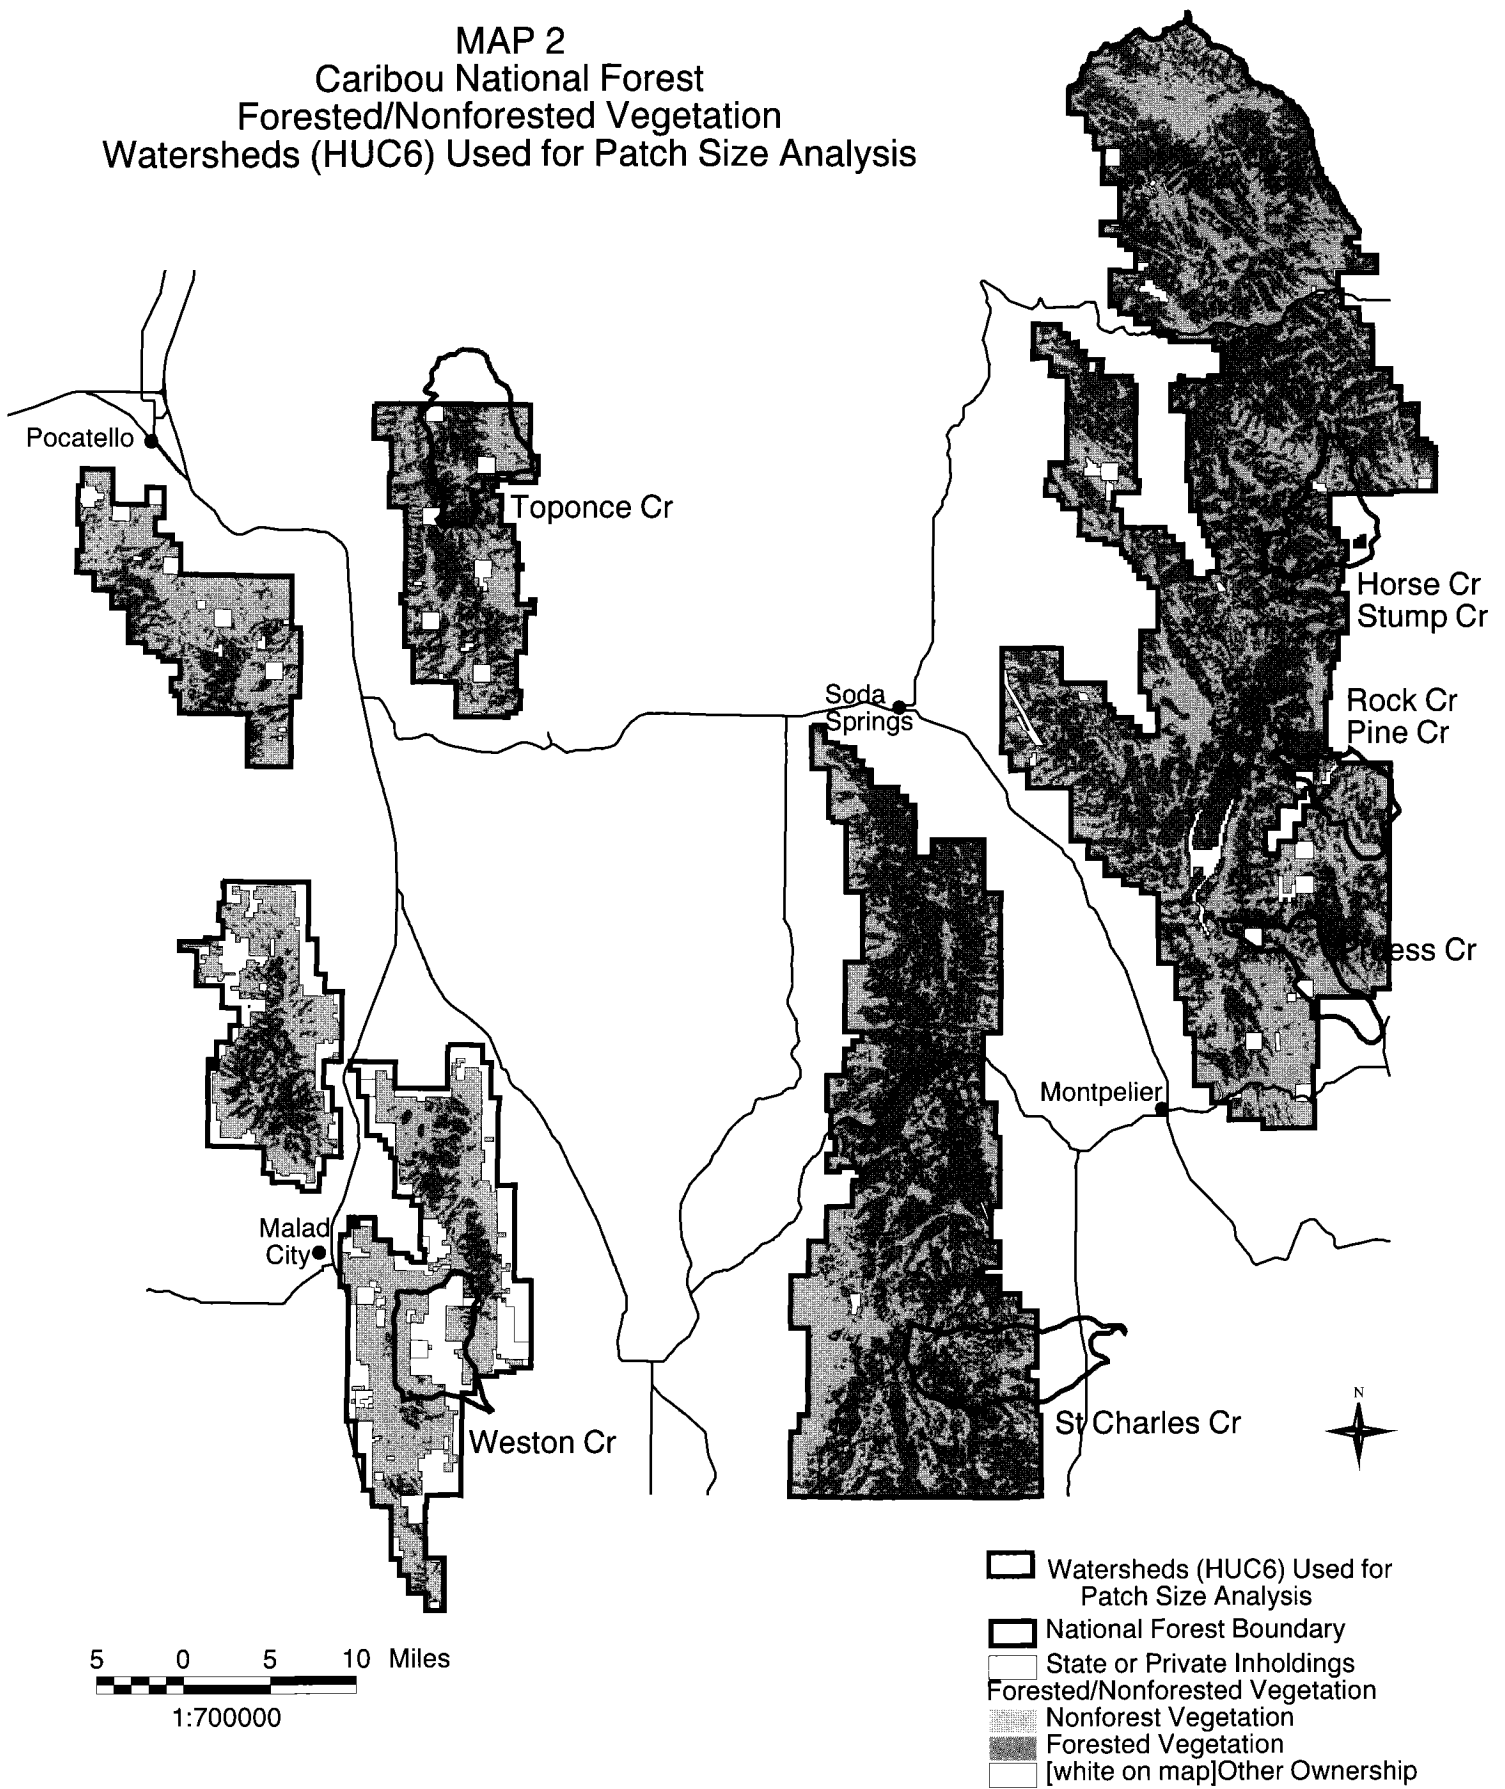 MAP 2
Caribou National Forest
Forested/Nonforested Vegetation
Watersheds (HUC6) Used for Patch Size Analysis
Pocatello
Toponce Cr
Horse Cr
Stump Cr
Soda
Springs
Rock Cr
Pine Cr
Cr
Montpelier
Malad
City
Weston Cr
St Charles Cr
N
Watersheds (HUC6) Used for
Patch Size Analysis
National Forest Boundary
State or Private Inholdings
Forested/Nonforested Vegetation
Nonforest Vegetation
Forested Vegetation
[white on map]Other Ownership
5 0 5 10 Miles
1:700000